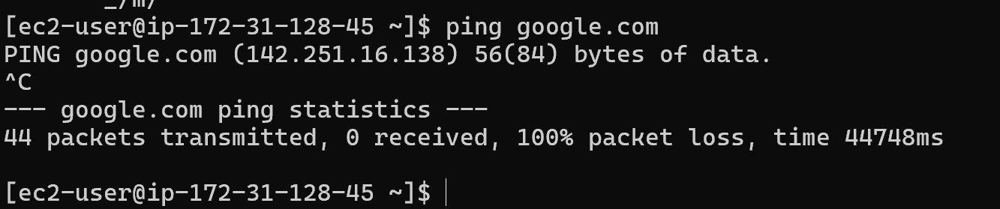 _/m/
[ec2-user@ip-172-31-128-45 ~]$ ping google.com
PING google.com (142.251.16.138) 56(84) bytes of data.
^C
--- google.com ping statistics ---
44 packets transmitted, 0 received, 100% packet loss, time 44748ms
[ec2-user@ip-172-31-128-45 ~]$